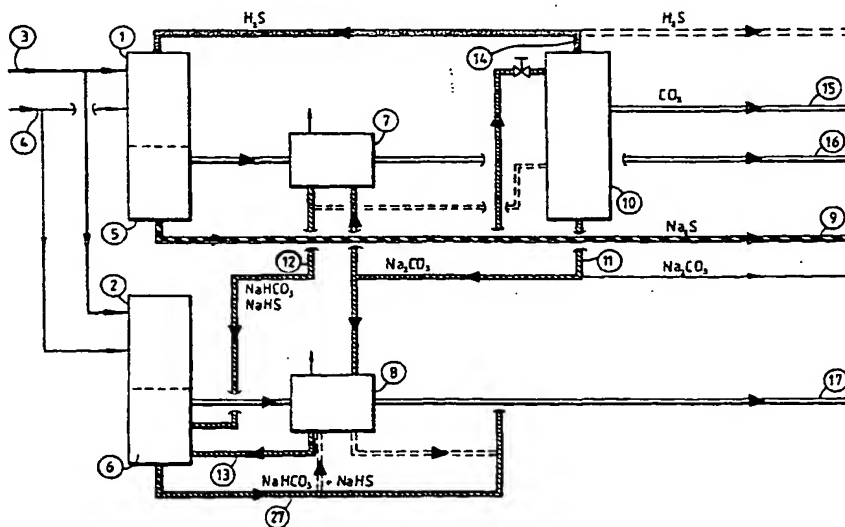 H₂S
H₂S
3
1
14
4
CO₂
15
7
16
5
10
Na₂S
9
12
Na₂CO₃
11
Na₂CO₃
2
NaHCO₃
NaHS
8
17
6
13
NaHCO₃ + NaHS
27